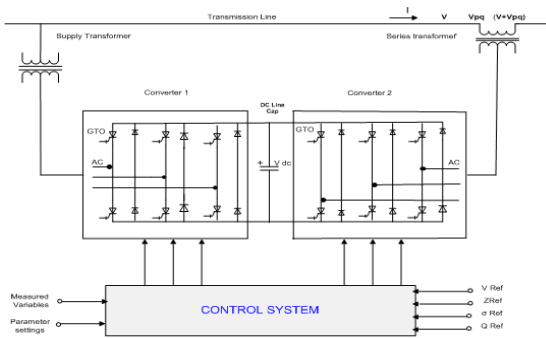 Transmission Line
I
V
Vpq
(V+Vpq)
Supply Transformer
Beries transformer'
Converter 1
DC Line
Cap
Converter 2
GTO
GTO
AC
+
V dc
AC
Measured
Variables
Parameter
settings
CONTROL SYSTEM
V Ref
ZRef
σ Ref
Q Ref